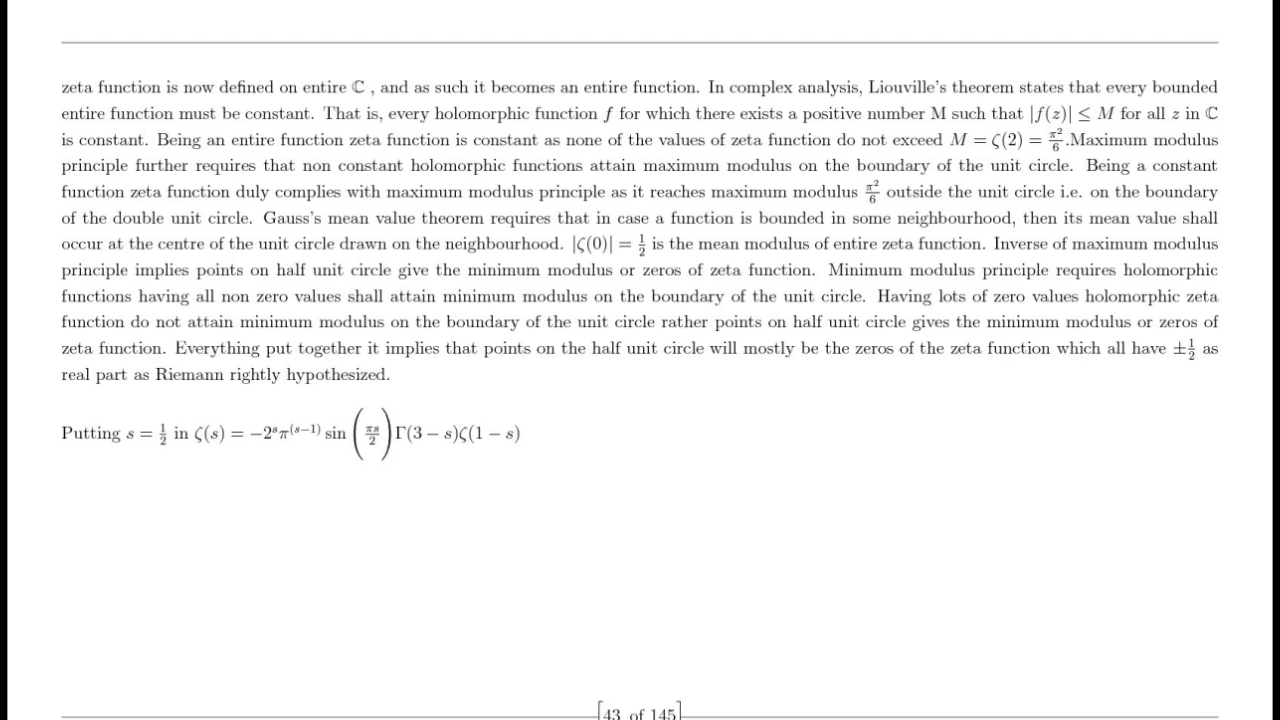 zeta function is now defined on entire ℂ , and as such it becomes an entire function. In complex analysis, Liouville's theorem states that every bounded
entire function must be constant. That is, every holomorphic function f for which there exists a positive number M such that |f(z)| ≤ M for all z in ℂ
is constant. Being an entire function zeta function is constant as none of the values of zeta function do not exceed M = ζ(2) = π²/6.Maximum modulus
principle further requires that non constant holomorphic functions attain maximum modulus on the boundary of the unit circle. Being a constant
function zeta function duly complies with maximum modulus principle as it reaches maximum modulus π²/6 outside the unit circle i.e. on the boundary
of the double unit circle. Gauss's mean value theorem requires that in case a function is bounded in some neighbourhood, then its mean value shall
occur at the centre of the unit circle drawn on the neighbourhood. |ζ(0)| = 1/2 is the mean modulus of entire zeta function. Inverse of maximum modulus
principle implies points on half unit circle give the minimum modulus or zeros of zeta function. Minimum modulus principle requires holomorphic
functions having all non zero values shall attain minimum modulus on the boundary of the unit circle. Having lots of zero values holomorphic zeta
function do not attain minimum modulus on the boundary of the unit circle rather points on half unit circle gives the minimum modulus or zeros of
zeta function. Everything put together it implies that points on the half unit circle will mostly be the zeros of the zeta function which all have ±1/2 as
real part as Riemann rightly hypothesized.
Putting s = 1/2 in ζ(s) = −2^s π^(s−1) sin(πs/2)Γ(3 − s)ζ(1 − s)
[43 of 145]